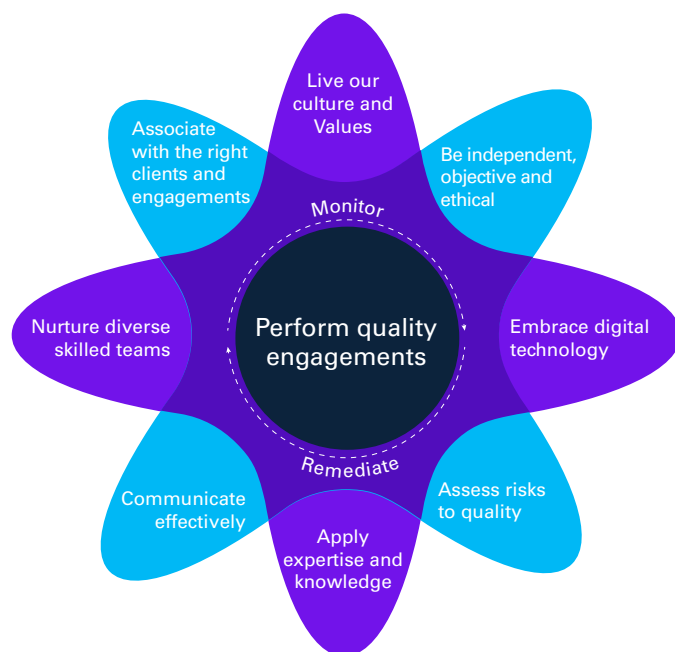 Live our
culture and
Values
Be independent,
objective and
ethical
Embrace digital
technology
Assess risks
to quality
Apply
expertise and
knowledge
Communicate
effectively
Nurture diverse
skilled teams
Associate
with the right
clients and
engagements
Monitor
Perform quality
engagements
Remediate